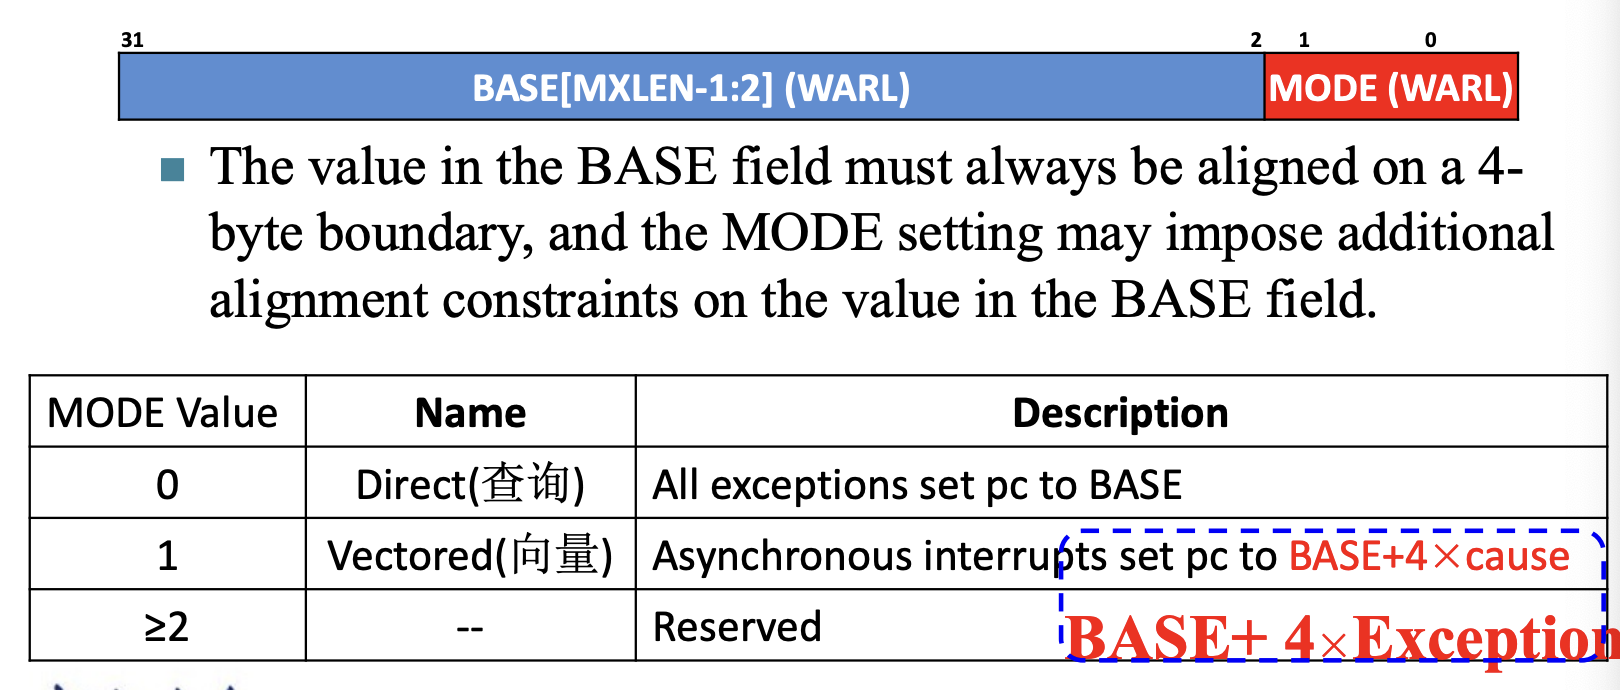 31 2 1 0
BASE[MXLEN-1:2] (WARL) MODE (WARL)
The value in the BASE field must always be aligned on a 4-
byte boundary, and the MODE setting may impose additional
alignment constraints on the value in the BASE field.
MODE Value Name Description
0 Direct(查询) All exceptions set pc to BASE
1 Vectored(向量) Asynchronous interrupts set pc to BASE+4×cause
≥2 -- Reserved
BASE+ 4×Exception